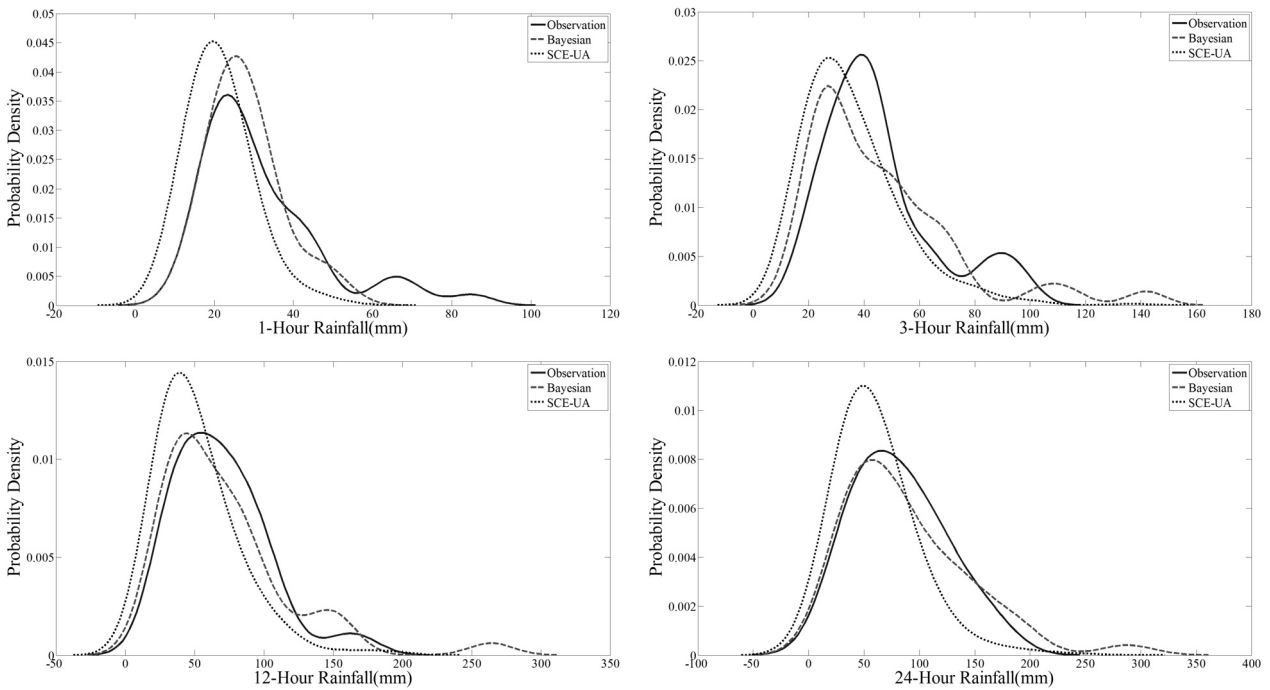 0.05
0.045
0.04
0.035
0.03
0.025
0.02
0.015
0.01
0.005
0
Probability Density
-20 0 20 40 60 80 100 120
1-Hour Rainfall(mm)
Observation
Bayesian
SCE-UA
0.03
0.025
0.02
0.015
0.01
0.005
0
Probability Density
-20 0 20 40 60 80 100 120 140 160 180
3-Hour Rainfall(mm)
Observation
Bayesian
SCE-UA
0.015
0.01
0.005
0
Probability Density
-50 0 50 100 150 200 250 300 350
12-Hour Rainfall(mm)
Observation
Bayesian
SCE-UA
0.012
0.01
0.008
0.006
0.004
0.002
0
Probability Density
-100 -50 0 50 100 150 200 250 300 350 400
24-Hour Rainfall(mm)
Observation
Bayesian
SCE-UA